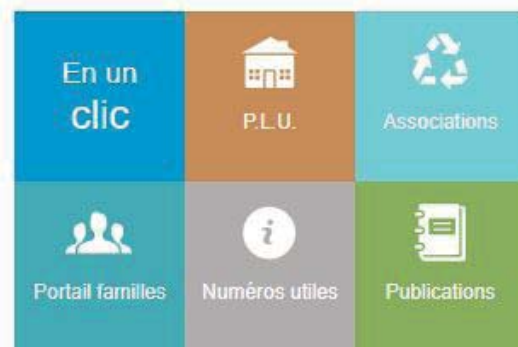 En un
clic
P.L.U.
Associations
Portail familles
Numéros utiles
Publications